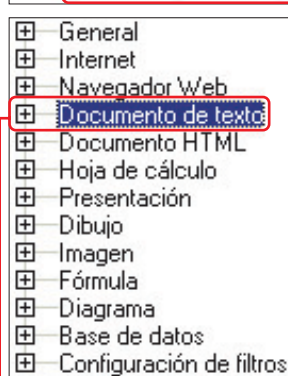 General
Internet
Navegador Web
Documento de texto
Documento HTML
Hoja de cálculo
Presentación
Dibujo
Imagen
Fórmula
Diagrama
Base de datos
Configuración de filtros